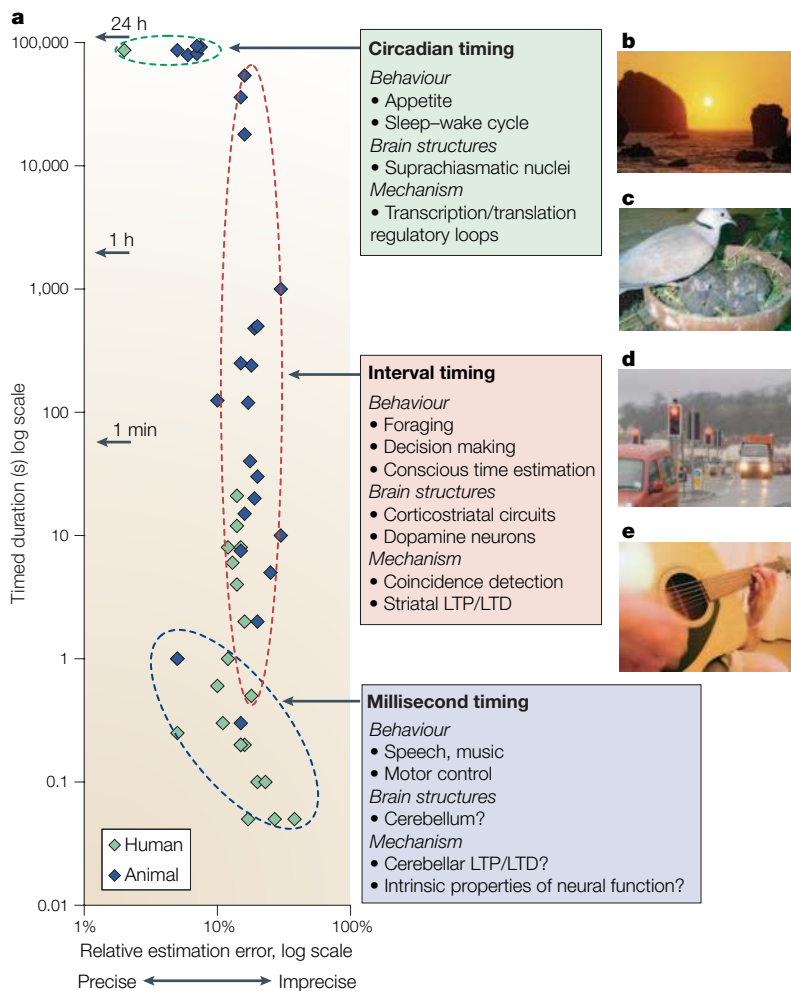 a
24 h
100,000
10,000
1 h
1,000
100
1 min
10
1
0.1
0.01
Timed duration (s) log scale
Human
Animal
1%
10%
100%
Relative estimation error, log scale
Precise
Imprecise
Circadian timing
Behaviour
• Appetite
• Sleep–wake cycle
Brain structures
• Suprachiasmatic nuclei
Mechanism
• Transcription/translation
regulatory loops
Interval timing
Behaviour
• Foraging
• Decision making
• Conscious time estimation
Brain structures
• Corticostriatal circuits
• Dopamine neurons
Mechanism
• Coincidence detection
• Striatal LTP/LTD
Millisecond timing
Behaviour
• Speech, music
• Motor control
Brain structures
• Cerebellum?
Mechanism
• Cerebellar LTP/LTD?
• Intrinsic properties of neural function?
b
c
d
e